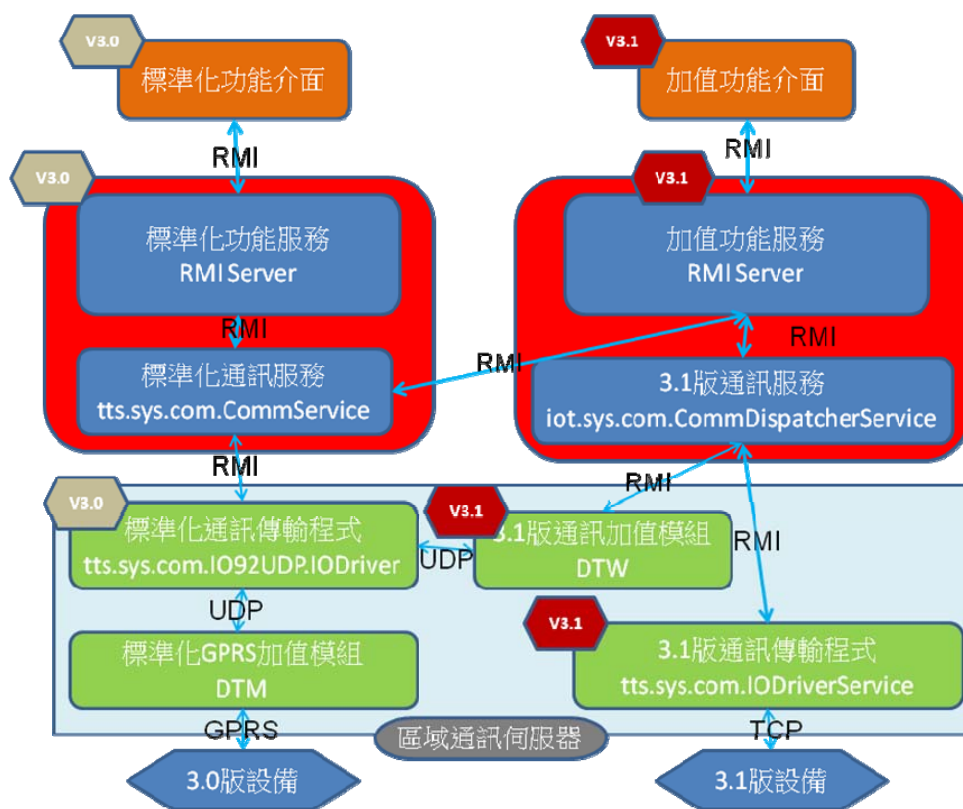 V3.0
標準化功能介面
V3.1
加值功能介面
RMI
RMI
V3.0
標準化功能服務
RMI Server
V3.1
加值功能服務
RMI Server
RMI
RMI
RMI
標準化通訊服務
tts.sys.com.CommService
3.1版通訊服務
iot.sys.com.CommDispatcherService
RMI
RMI
V3.0
標準化通訊傳輸程式
tts.sys.com.IO92UDP.IODriver
UDP
V3.1
3.1版通訊加值模組
DTW
RMI
UDP
標準化GPRS加值模組
DTM
V3.1
3.1版通訊傳輸程式
tts.sys.com.IODriverService
GPRS
區域通訊伺服器
TCP
3.0版設備
3.1版設備